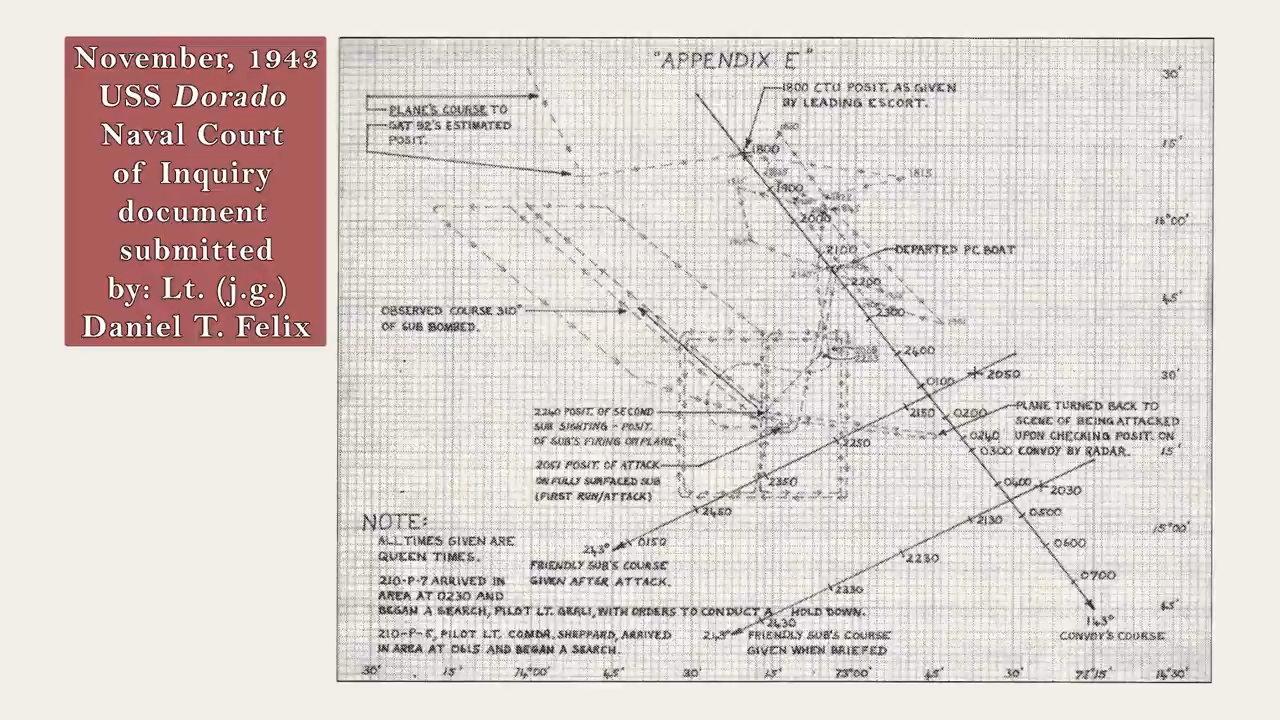 November, 1943
USS Dorado
Naval Court
of Inquiry
document
submitted
by: Lt. (j.g.)
Daniel T. Felix
"APPENDIX E"
1800 CTU POSIT. AS GIVEN
BY LEADING ESCORT.
PLANE'S COURSE TO
GAT 92'S ESTIMATED
POSIT.
30'
15'
16°00'
45'
30'
15'
15°00'
45'
1800
1815
1900
2000
2100
DEPARTED PC BOAT
2200
2300
2400
0100
0200
0240
0300
0400
0500
0600
0700
143°
CONVOY'S COURSE
OBSERVED COURSE 310°
OF SUB BOMBED.
2050
2150
2250
2350
2450
0150
243°
FRIENDLY SUB'S COURSE
GIVEN AFTER ATTACK.
PLANE TURNED BACK TO
SCENE OF BEING ATTACKED
UPON CHECKING POSIT. ON
CONVOY BY RADAR.
2240 POSIT. OF SECOND
SUB SIGHTING - POSIT.
OF SUB'S FIRING ON PLANE.
2051 POSIT. OF ATTACK
ON FULLY SURFACED SUB
(FIRST RUN/ATTACK)
2030
2130
2230
2330
2430
243°
FRIENDLY SUB'S COURSE
GIVEN WHEN BRIEFED
NOTE:
ALL TIMES GIVEN ARE
QUEEN TIMES.
210-P-7 ARRIVED IN
AREA AT 0230 AND
BEGAN A SEARCH, PILOT LT. , WITH ORDERS TO CONDUCT A HOLD DOWN.
210-P-5, PILOT LT. COMDR. SHEPPARD, ARRIVED
IN AREA AT 0615 AND BEGAN A SEARCH.
30' 15' 74°00' 45' 30' 15' 73°00' 45' 30' 72°15' 14°30'